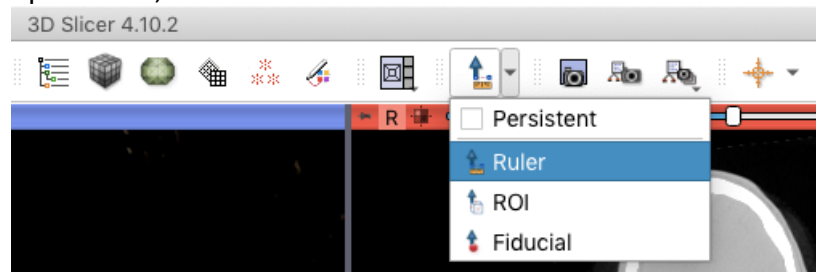 3D Slicer 4.10.2
R
Persistent
Ruler
ROI
Fiducial